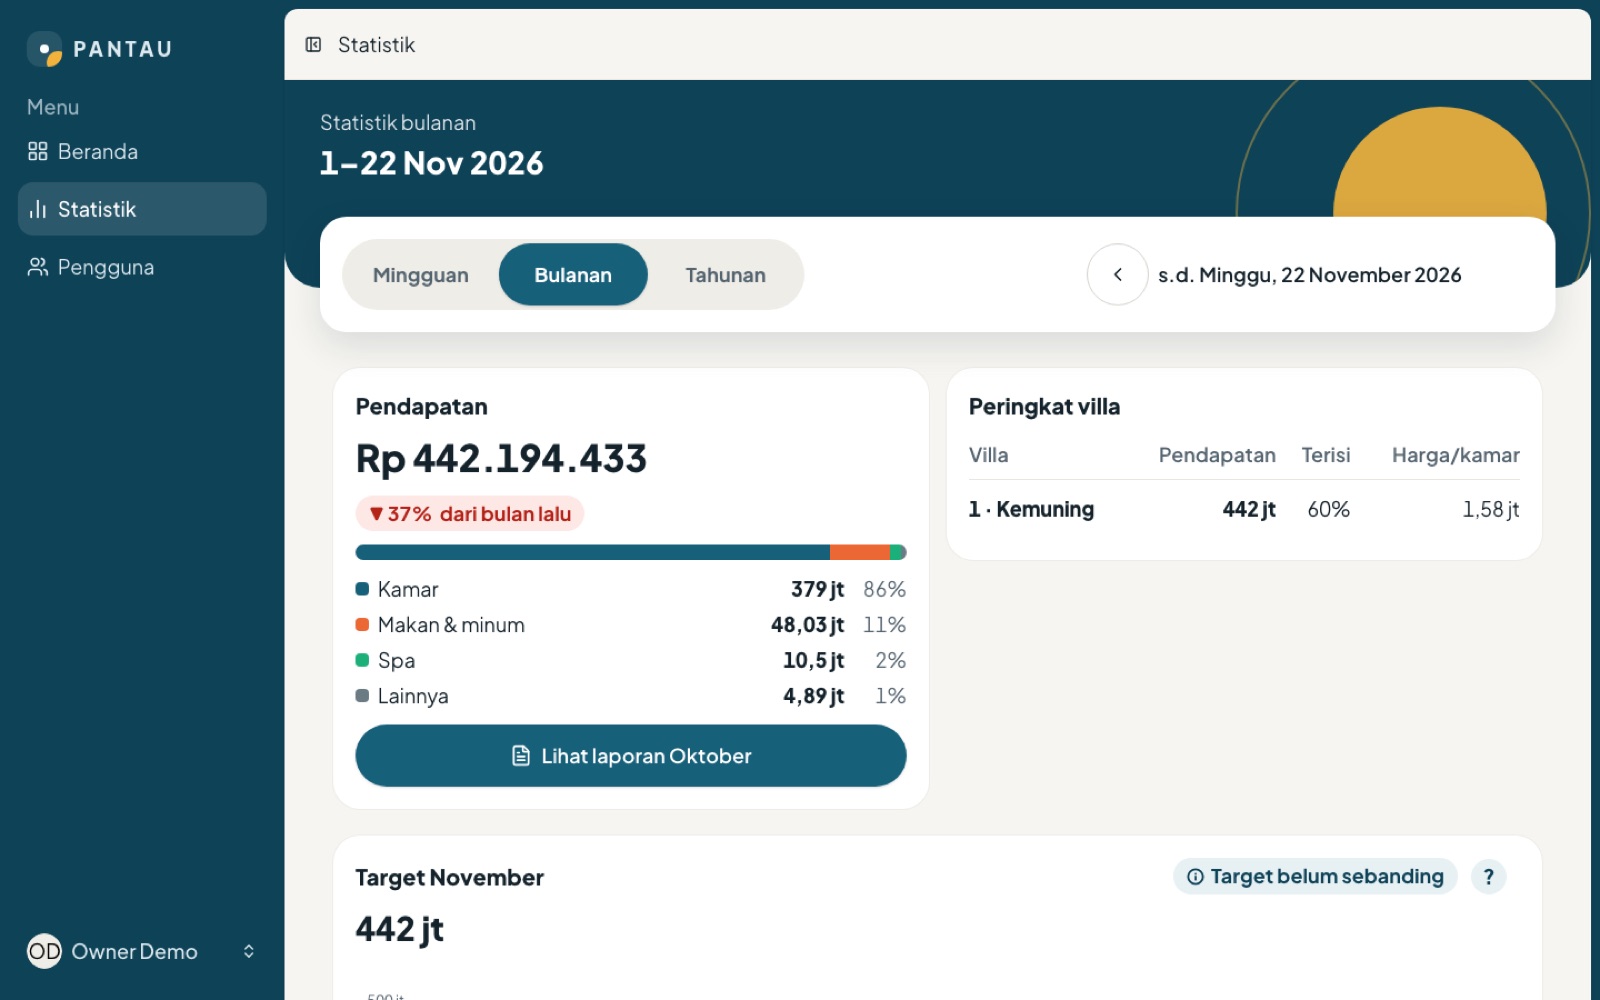 PANTAU
Menu
Beranda
Statistik
Pengguna
OD Owner Demo
Statistik
Statistik bulanan
1–22 Nov 2026
Mingguan Bulanan Tahunan
s.d. Minggu, 22 November 2026
Pendapatan
Rp 442.194.433
▼ 37% dari bulan lalu
Kamar 379 jt 86%
Makan & minum 48,03 jt 11%
Spa 10,5 jt 2%
Lainnya 4,89 jt 1%
Lihat laporan Oktober
Peringkat villa
Villa Pendapatan Terisi Harga/kamar
1 · Kemuning 442 jt 60% 1,58 jt
Target November
Target belum sebanding ?
442 jt
500 jt